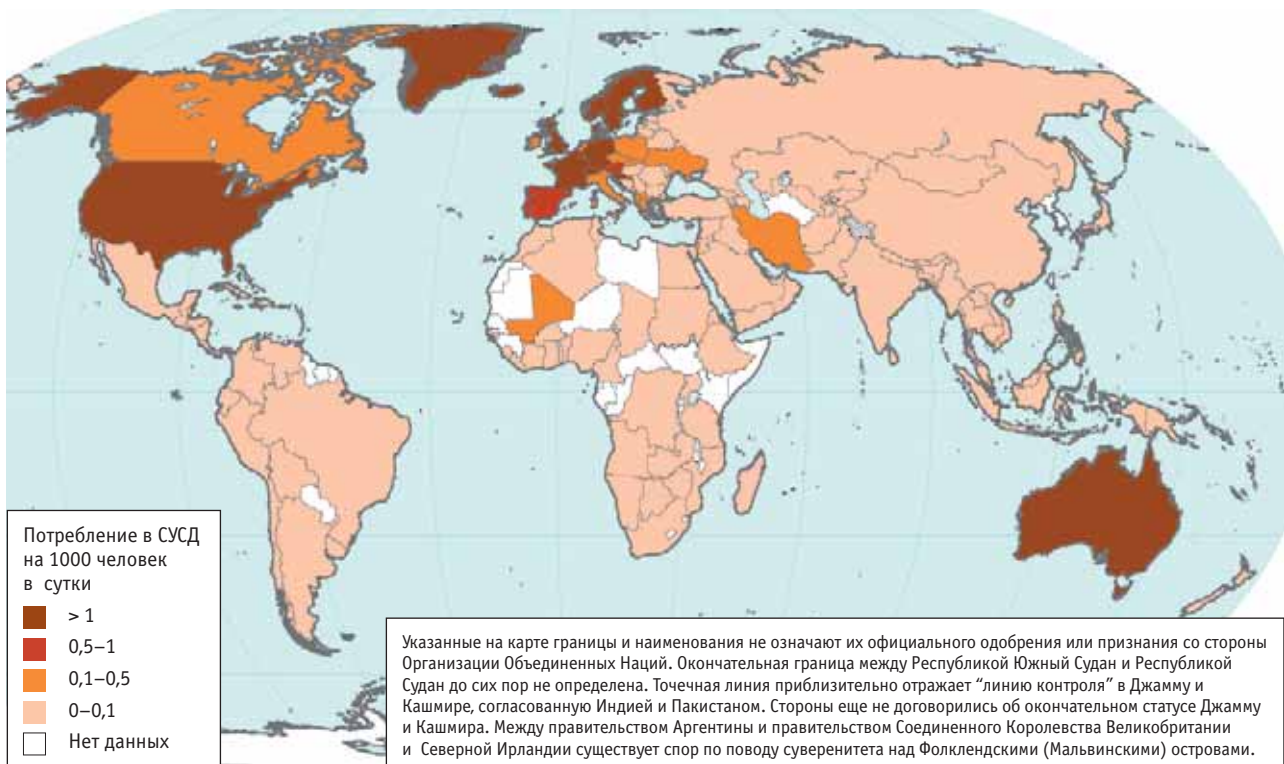 Потребление в СУСД
на 1000 человек
в сутки
> 1
0,5–1
0,1–0,5
0–0,1
Нет данных
Указанные на карте границы и наименования не означают их официального одобрения или признания со стороны
Организации Объединенных Наций. Окончательная граница между Республикой Южный Судан и Республикой
Судан до сих пор не определена. Точечная линия приблизительно отражает “линию контроля” в Джамму и
Кашмире, согласованную Индией и Пакистаном. Стороны еще не договорились об окончательном статусе Джамму
и Кашмира. Между правительством Аргентины и правительством Соединенного Королевства Великобритании
и Северной Ирландии существует спор по поводу суверенитета над Фолклендскими (Мальвинскими) островами.